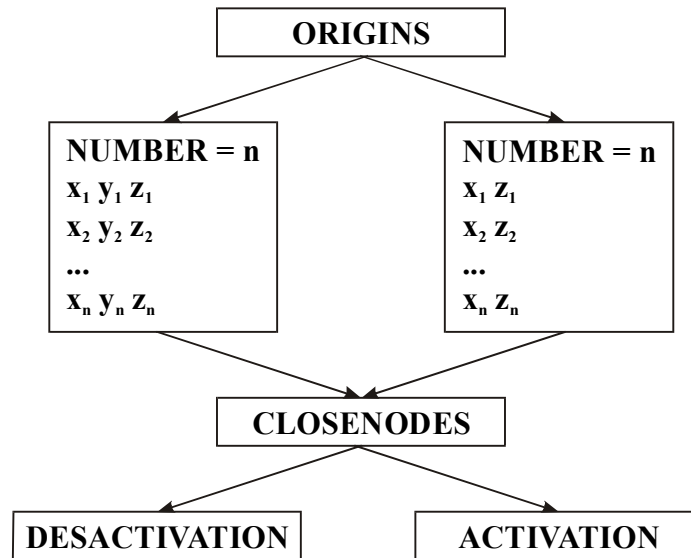 ORIGINS
NUMBER = n
x₁ y₁ z₁
x₂ y₂ z₂
...
xₙ yₙ zₙ
NUMBER = n
x₁ z₁
x₂ z₂
...
xₙ zₙ
CLOSENODES
DESACTIVATION
ACTIVATION